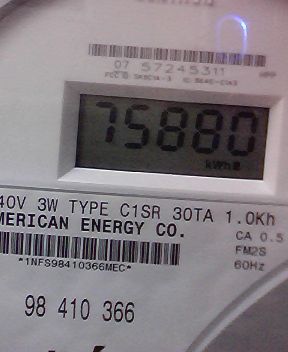 07 57245311
75880
kWh
40V 3W TYPE C1SR 30TA 1.0Kh
MERICAN ENERGY CO.
CA 0.5
FM2S
60Hz
*1NFS98410366MEC*
98 410 366